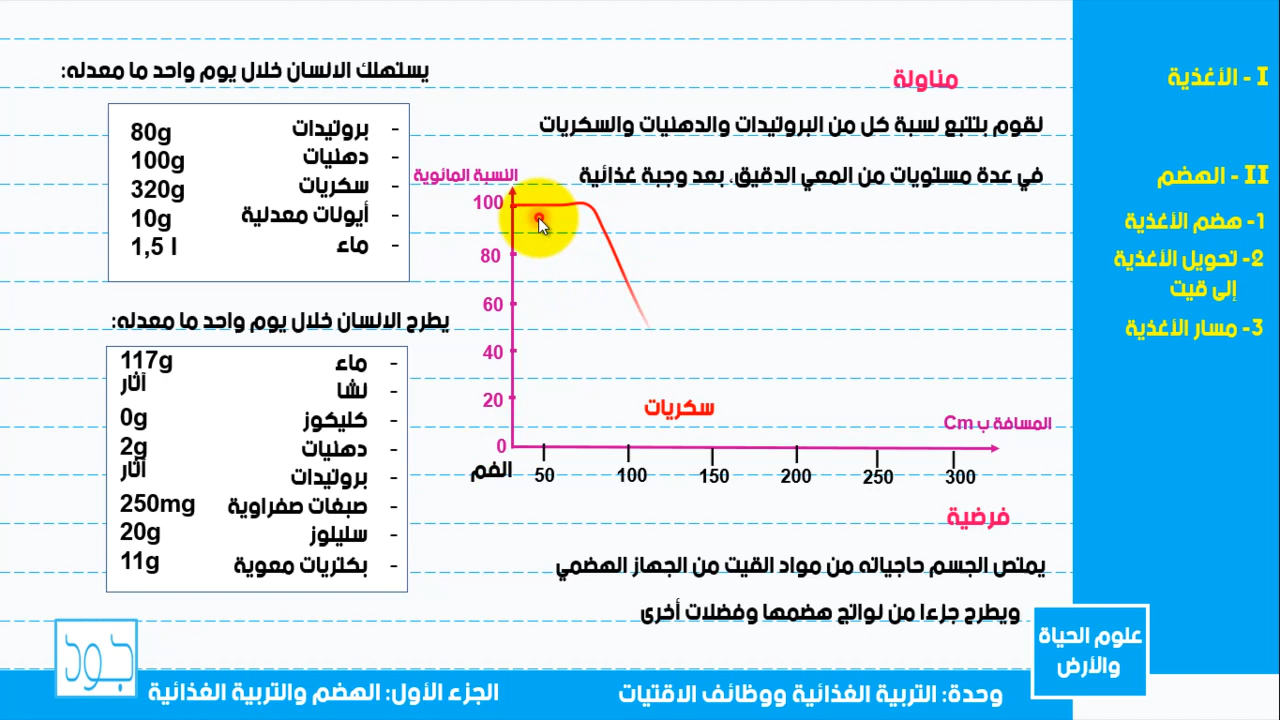 I - الأغذية
II - الهضم
1- هضم الأغذية
2- تحويل الأغذية
إلى قيت
3- مسار الأغذية
مناولة
نقوم بتتبع نسبة كل من البروتيدات والدهنيات والسكريات
في عدة مستويات من المعي الدقيق، بعد وجبة غذائية
النسبة المائوية
100
80
60
40
20
0
سكريات
المسافة ب Cm
الفم
50 100 150 200 250 300
فرضية
يمتص الجسم حاجياته من مواد القيت من الجهاز الهضمي
ويطرح جزءا من نواتج هضمها وفضلات أخرى
يستهلك الانسان خلال يوم واحد ما معدله:
- بروتيدات 80g
- دهنيات 100g
- سكريات 320g
- أيونات معدلية 10g
- ماء 1,5 l
يطرح الانسان خلال يوم واحد ما معدله:
- ماء 117g
- نشا آثار
- كليكوز 0g
- دهنيات 2g
- بروتيدات آثار
- صبغات صفراوية 250mg
- سليلوز 20g
- بكتريات معوية 11g
علوم الحياة
والأرض
وحدة: التربية الغذائية ووظائف الاقتيات
الجزء الأول: الهضم والتربية الغذائية
جود